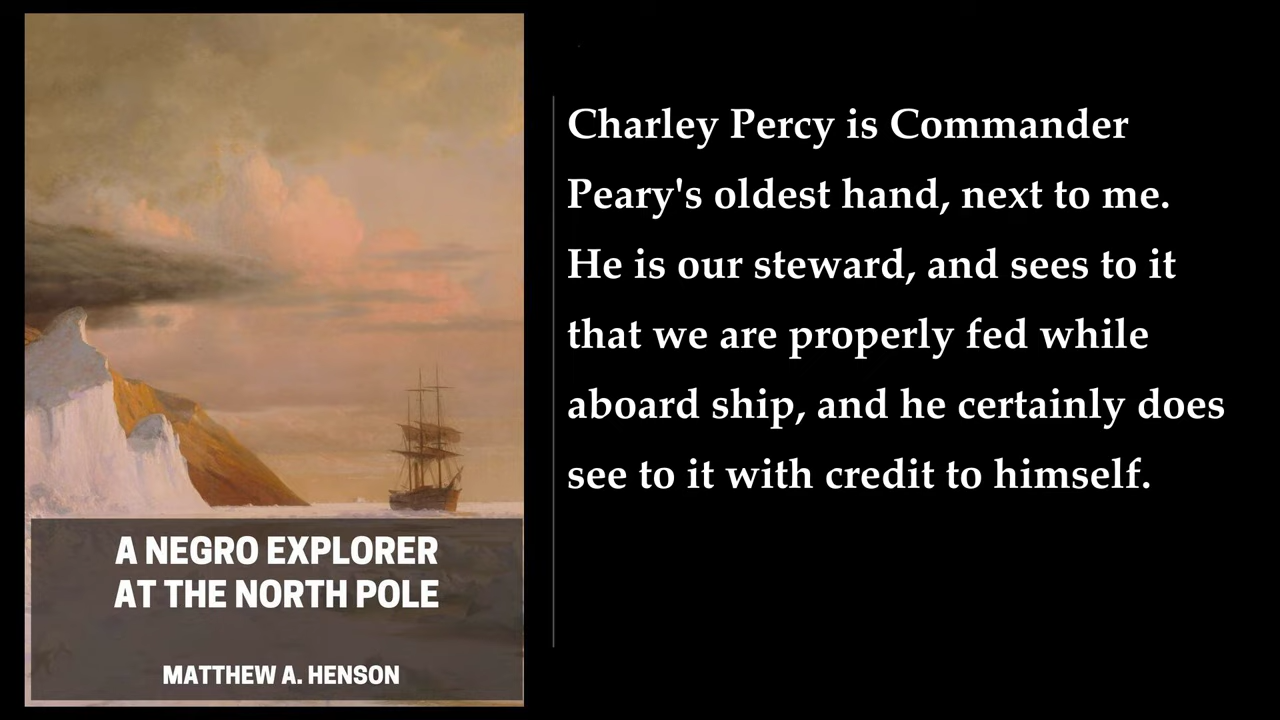 Charley Percy is Commander
Peary's oldest hand, next to me.
He is our steward, and sees to it
that we are properly fed while
aboard ship, and he certainly does
see to it with credit to himself.
A NEGRO EXPLORER
AT THE NORTH POLE
MATTHEW A. HENSON